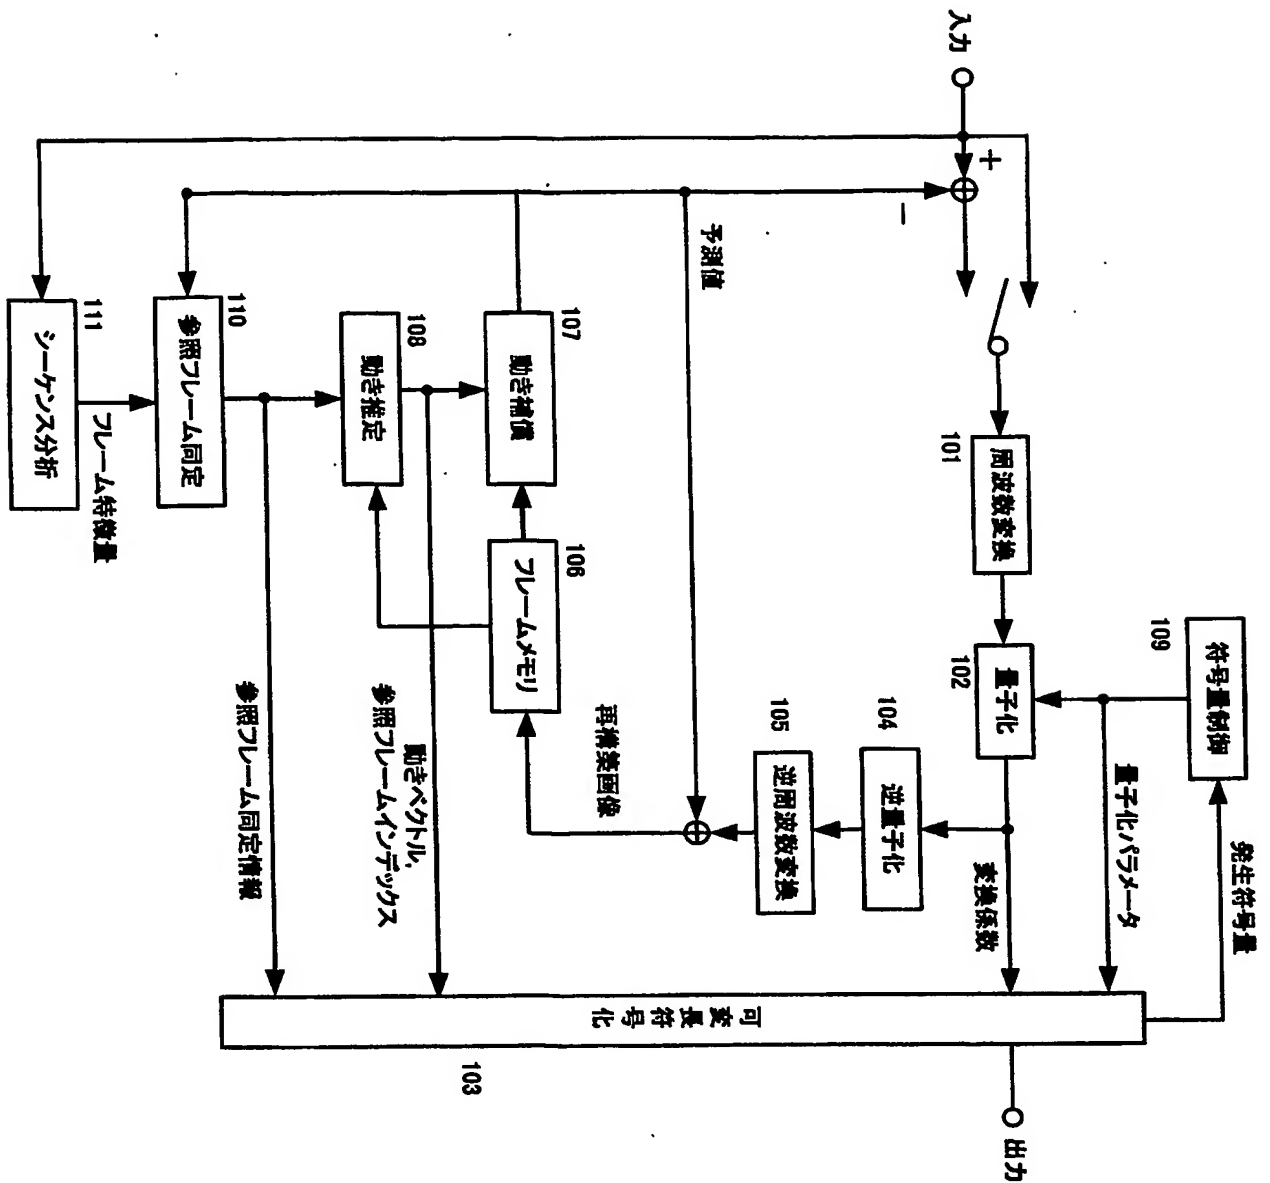 入力
+
−
101
周波数変換
102
量子化
109
符号量制御
量子化パラメータ
発生符号量
変換係数
104
逆量子化
105
逆周波数変換
予測値
再構築画像
106
フレームメモリ
107
動き補償
108
動き推定
動きベクトル,
参照フレームインデックス
110
参照フレーム同定
参照フレーム同定情報
111
シーケンス分析
フレーム特徴量
可変長符号化
103
出力